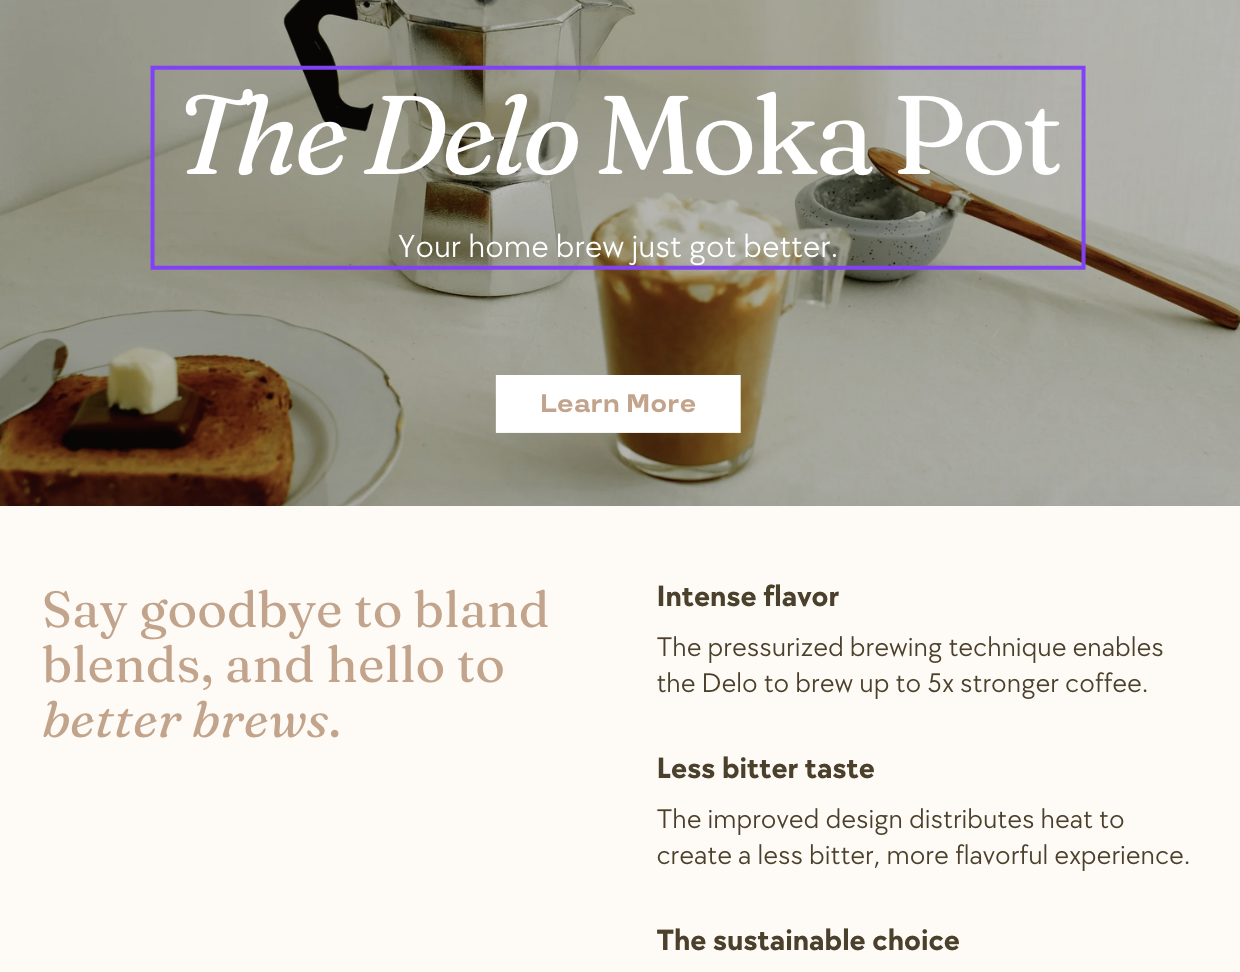 The Delo Moka Pot
Your home brew just got better.
Learn More
Say goodbye to bland
blends, and hello to
better brews.
Intense flavor
The pressurized brewing technique enables
the Delo to brew up to 5x stronger coffee.
Less bitter taste
The improved design distributes heat to
create a less bitter, more flavorful experience.
The sustainable choice